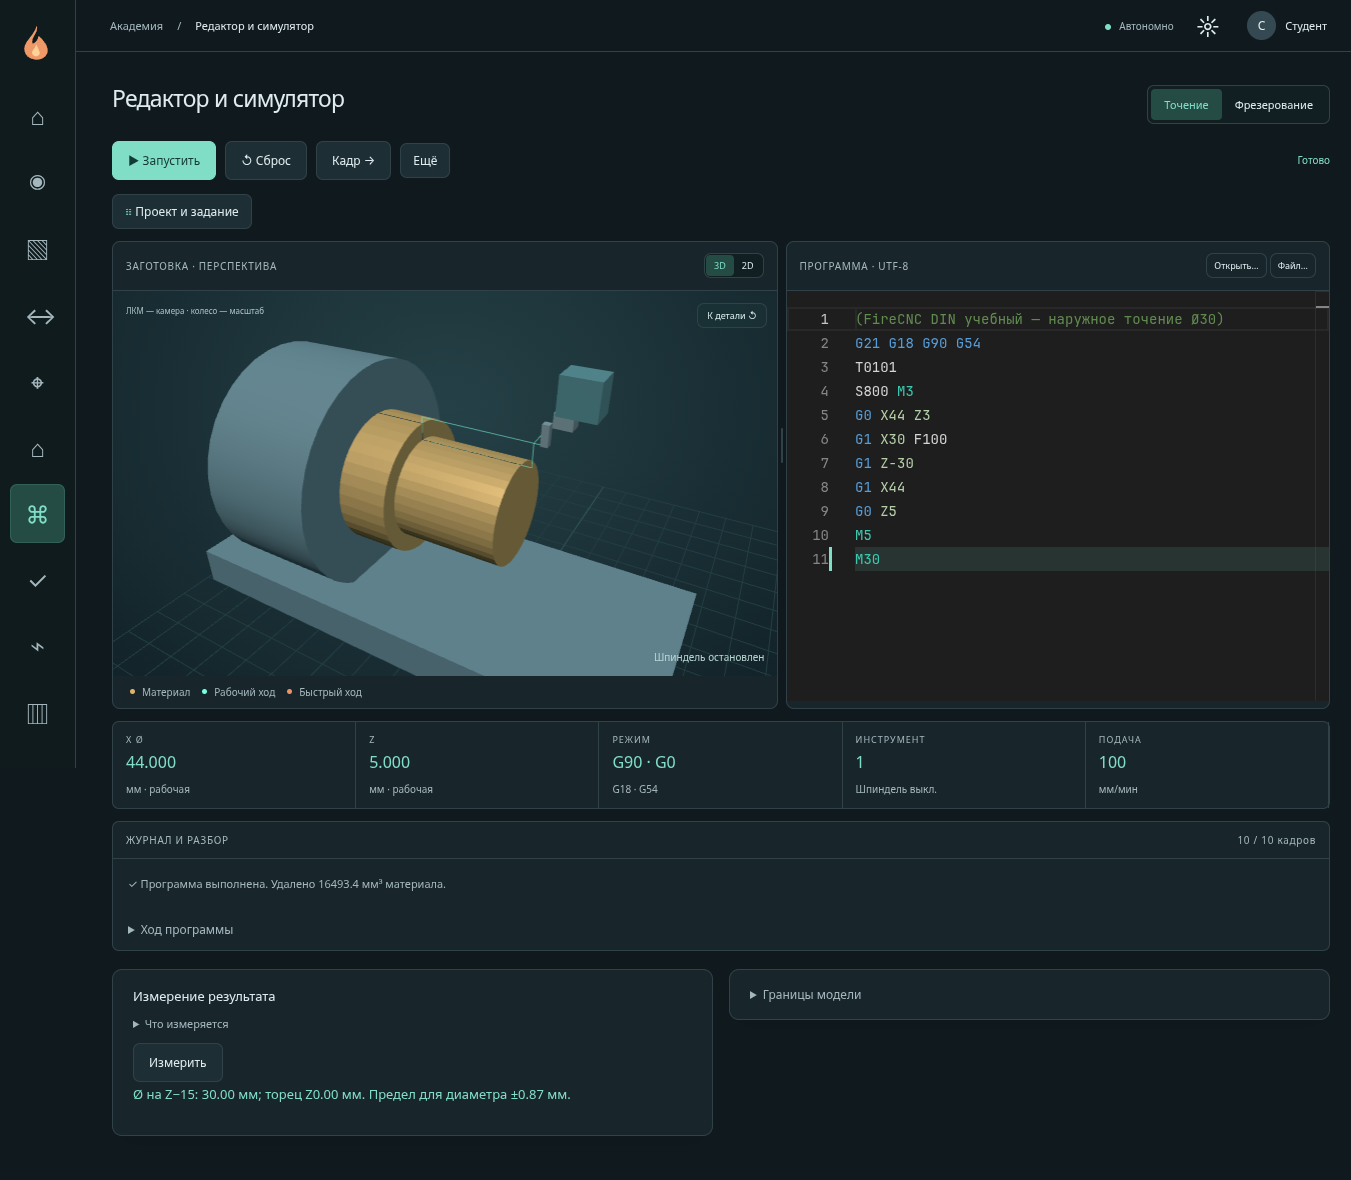 Академия / Редактор и симулятор
Автономно
С Студент
Редактор и симулятор
Точение Фрезерование
▶ Запустить ↺ Сброс Кадр → Ещё
Готово
⠿ Проект и задание
ЗАГОТОВКА · ПЕРСПЕКТИВА
3D 2D
ЛКМ — камера · колесо — масштаб
К детали ↺
Шпиндель остановлен
Материал Рабочий ход Быстрый ход
ПРОГРАММА · UTF-8
Открыть... Файл...
1 (FireCNC DIN учебный — наружное точение Ø30)
2 G21 G18 G90 G54
3 T0101
4 S800 M3
5 G0 X44 Z3
6 G1 X30 F100
7 G1 Z-30
8 G1 X44
9 G0 Z5
10 M5
11 M30
X Ø
44.000
мм · рабочая
Z
5.000
мм · рабочая
РЕЖИМ
G90 · G0
G18 · G54
ИНСТРУМЕНТ
1
Шпиндель выкл.
ПОДАЧА
100
мм/мин
ЖУРНАЛ И РАЗБОР
10 / 10 кадров
✓ Программа выполнена. Удалено 16493.4 мм³ материала.
▶ Ход программы
Измерение результата
▶ Что измеряется
Измерить
Ø на Z−15: 30.00 мм; торец Z0.00 мм. Предел для диаметра ±0.87 мм.
▶ Границы модели